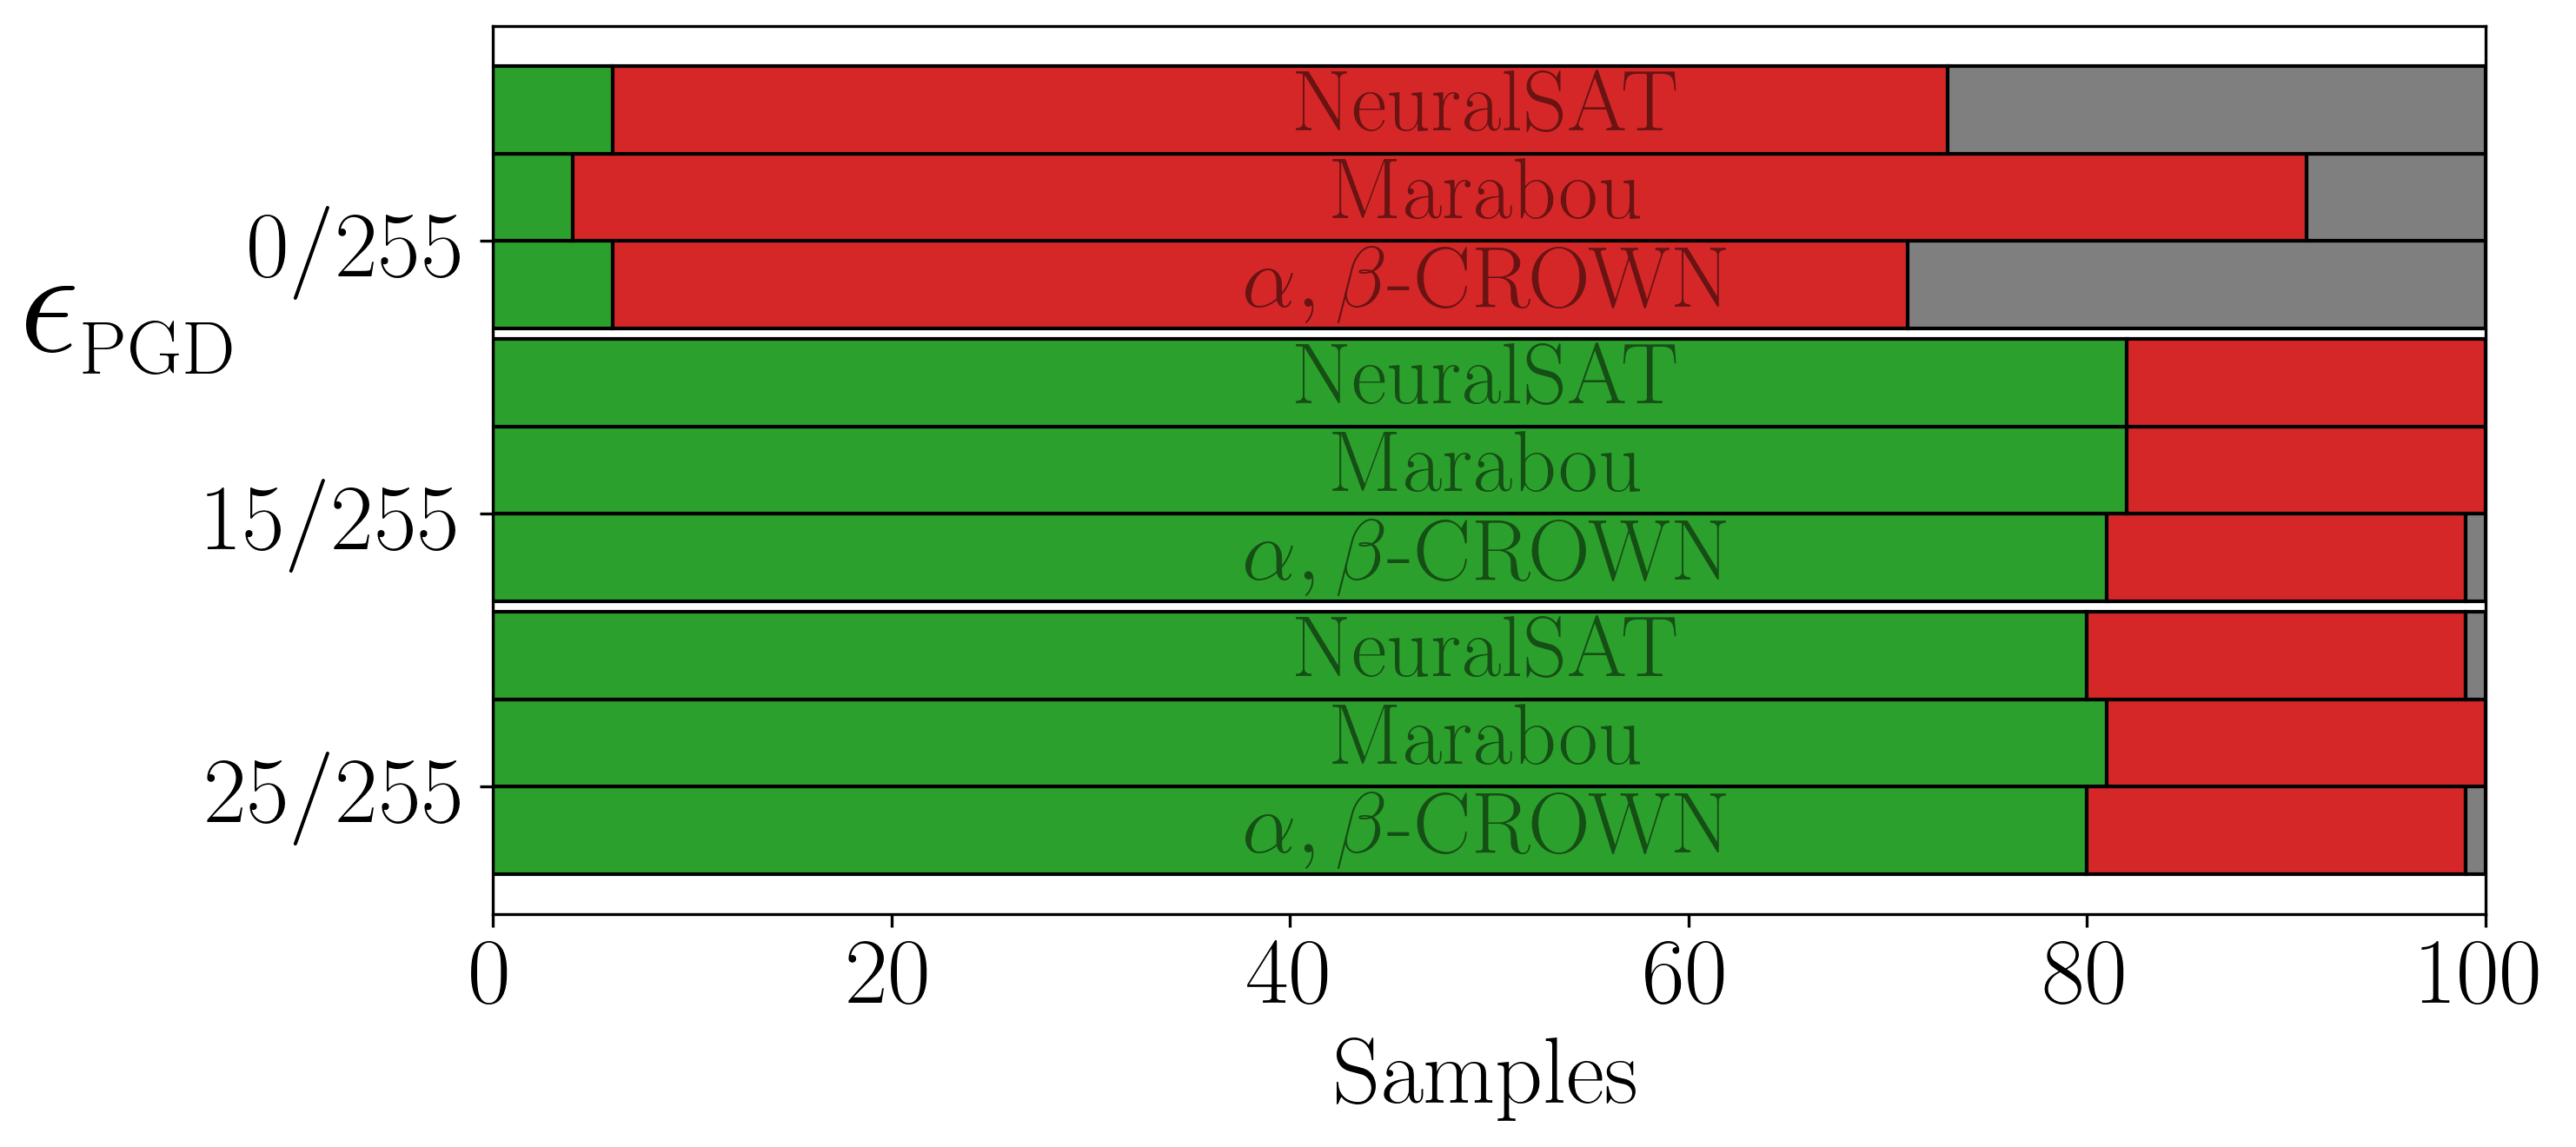 NeuralSAT
Marabou
0/255
α, β-CROWN
ϵPGD
NeuralSAT
Marabou
15/255
α, β-CROWN
NeuralSAT
Marabou
25/255
α, β-CROWN
0 20 40 60 80 100
Samples